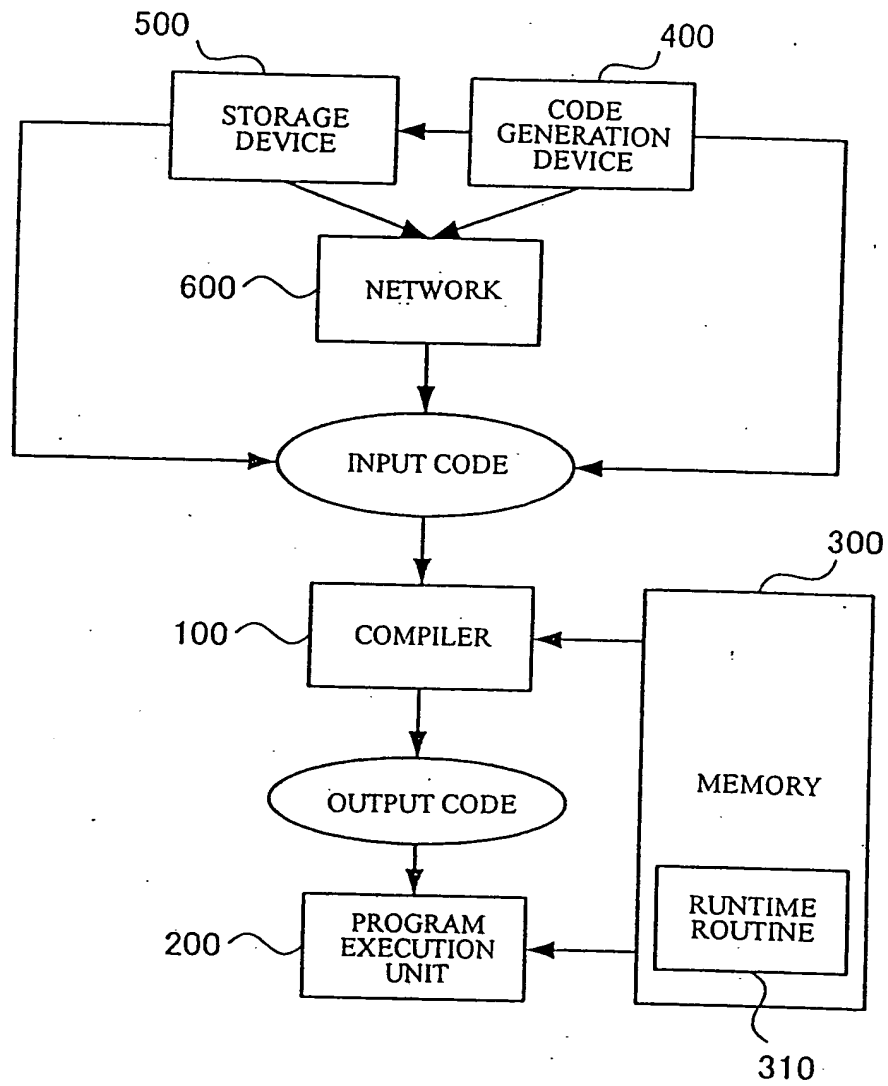 500
400
STORAGE
DEVICE
CODE
GENERATION
DEVICE
600
NETWORK
INPUT CODE
300
100
COMPILER
MEMORY
OUTPUT CODE
RUNTIME
ROUTINE
200
PROGRAM
EXECUTION
UNIT
310